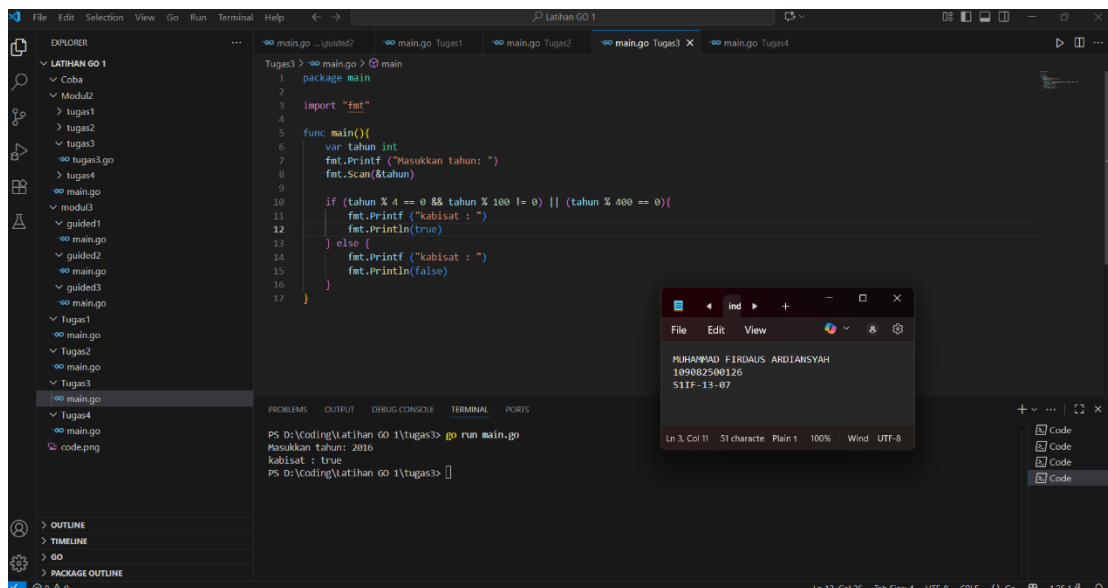 File Edit Selection View Go Run Terminal Help
Latihan GO 1
EXPLORER
LATIHAN GO 1
Coba
Modul2
tugas1
tugas2
tugas3
tugas3.go
tugas4
main.go
modul3
guided1
main.go
guided2
main.go
guided3
main.go
Tugas1
main.go
Tugas2
main.go
Tugas3
main.go
Tugas4
main.go
code.png
OUTLINE
TIMELINE
GO
PACKAGE OUTLINE
main.go ...\guided2 main.go Tugas1 main.go Tugas2 main.go Tugas3 main.go Tugas4
Tugas3 > main.go > main
1 package main
2
3 import "fmt"
4
5 func main(){
6 var tahun int
7 fmt.Printf ("Masukkan tahun: ")
8 fmt.Scan(&tahun)
9
10 if (tahun % 4 == 0 && tahun % 100 != 0) || (tahun % 400 == 0){
11 fmt.Printf ("kabisat : ")
12 fmt.Println(true)
13 } else {
14 fmt.Printf ("kabisat : ")
15 fmt.Println(false)
16 }
17 }
ind
File Edit View
MUHAMMAD FIRDAUS ARDIANSYAH
109082500126
S1IF-13-07
Ln 3, Col 11 51 characte Plain t 100% Wind UTF-8
PROBLEMS OUTPUT DEBUG CONSOLE TERMINAL PORTS
PS D:\Coding\Latihan GO 1\tugas3> go run main.go
Masukkan tahun: 2016
kabisat : true
PS D:\Coding\Latihan GO 1\tugas3>
Code
Code
Code
Code